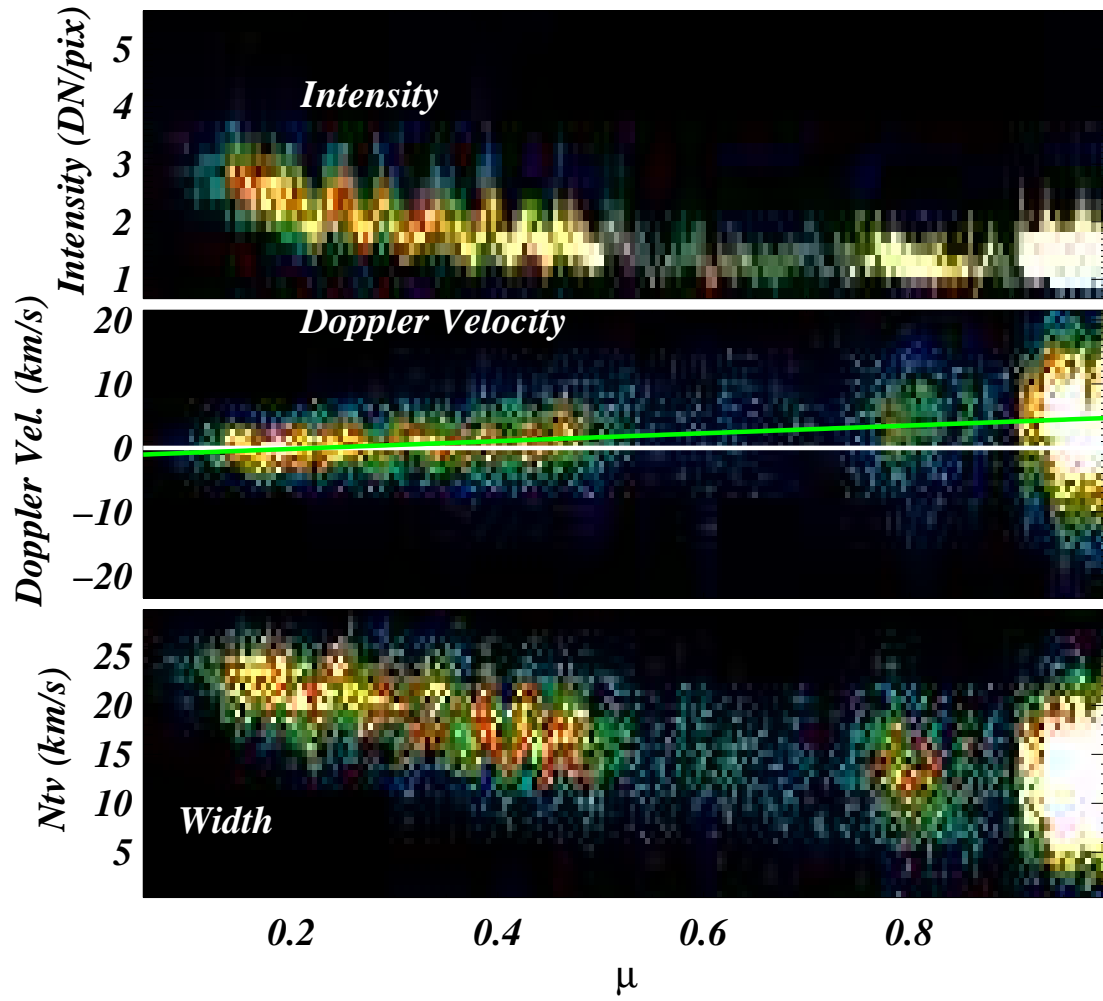 Intensity (DN/pix)
5
4
3
2
1
Intensity
Doppler Vel. (km/s)
20
10
0
−10
−20
Doppler Velocity
Ntv (km/s)
25
20
15
10
5
Width
0.2 0.4 0.6 0.8
μ